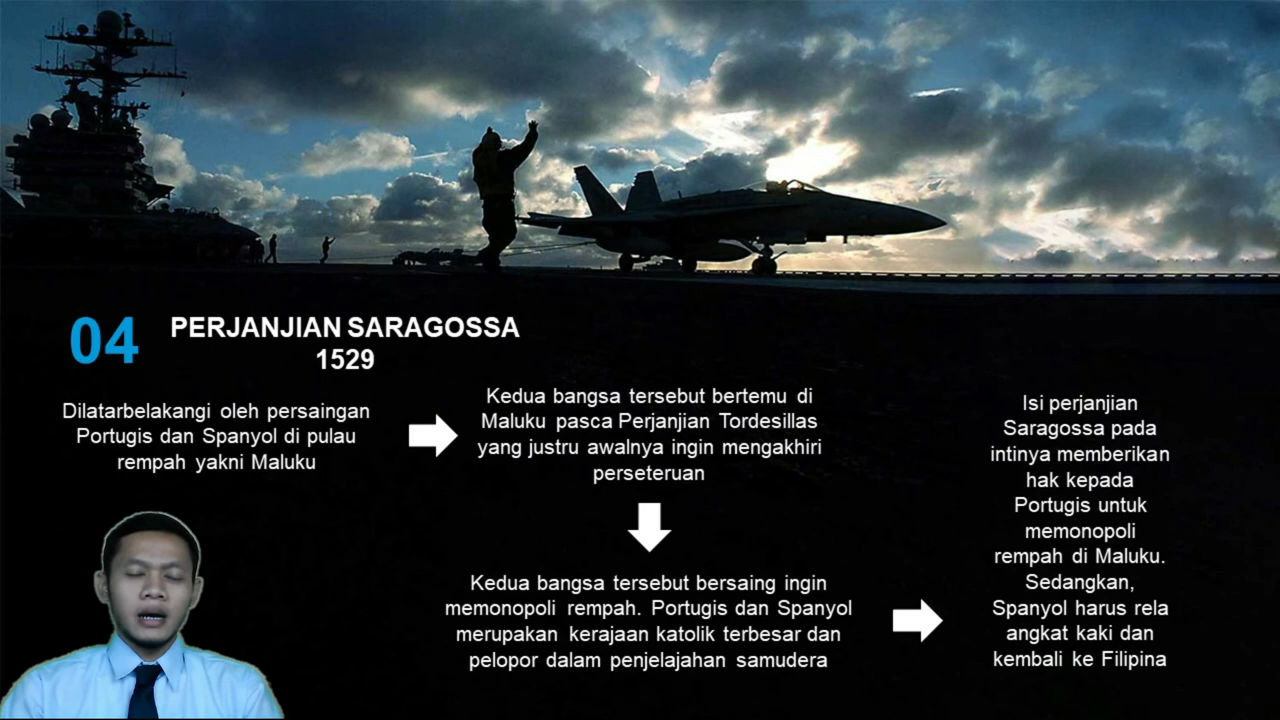 04
PERJANJIAN SARAGOSSA
1529
Dilatarbelakangi oleh persaingan
Portugis dan Spanyol di pulau
rempah yakni Maluku
Kedua bangsa tersebut bertemu di
Maluku pasca Perjanjian Tordesillas
yang justru awalnya ingin mengakhiri
perseteruan
Kedua bangsa tersebut bersaing ingin
memonopoli rempah. Portugis dan Spanyol
merupakan kerajaan katolik terbesar dan
pelopor dalam penjelajahan samudera
Isi perjanjian
Saragossa pada
intinya memberikan
hak kepada
Portugis untuk
memonopoli
rempah di Maluku.
Sedangkan,
Spanyol harus rela
angkat kaki dan
kembali ke Filipina